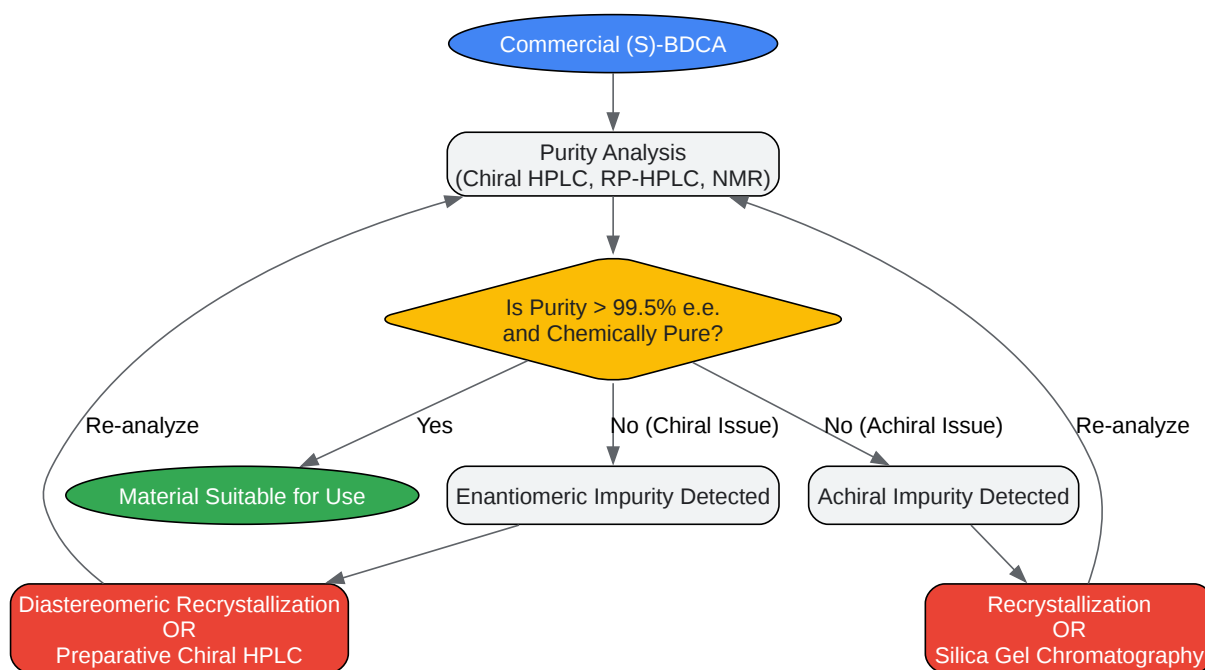 Commercial (S)-BDCA
Purity Analysis
(Chiral HPLC, RP-HPLC, NMR)
Is Purity > 99.5% e.e.
and Chemically Pure?
Re-analyze
Yes
No (Chiral Issue)
No (Achiral Issue)
Re-analyze
Material Suitable for Use
Enantiomeric Impurity Detected
Achiral Impurity Detected
Diastereomeric Recrystallization
OR
Preparative Chiral HPLC
Recrystallization
OR
Silica Gel Chromatography